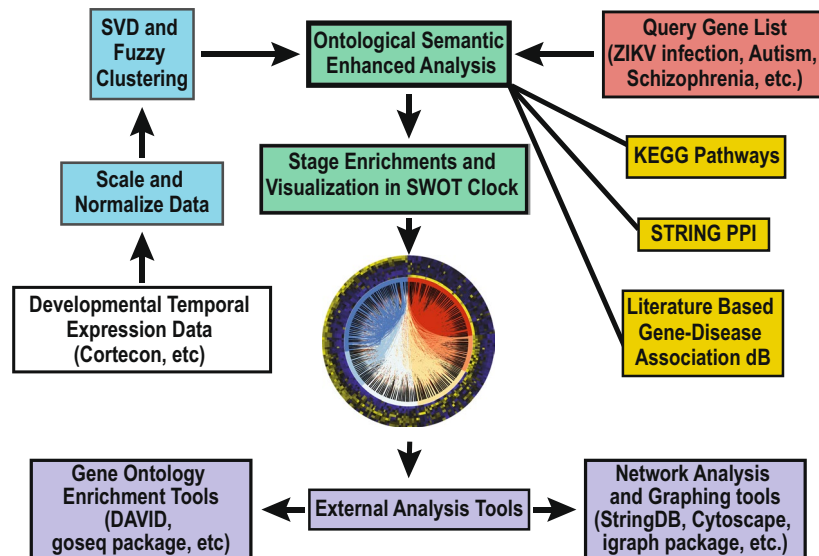 SVD and
Fuzzy
Clustering
Ontological Semantic
Enhanced Analysis
Query Gene List
(ZIKV infection, Autism,
Schizophrenia, etc.)
Scale and
Normalize Data
Stage Enrichments and
Visualization in SWOT Clock
KEGG Pathways
STRING PPI
Developmental Temporal
Expression Data
(Cortecon, etc)
Literature Based
Gene-Disease
Association dB
Gene Ontology
Enrichment Tools
(DAVID,
goseq package, etc)
External Analysis Tools
Network Analysis
and Graphing tools
(StringDB, Cytoscape,
igraph package, etc.)